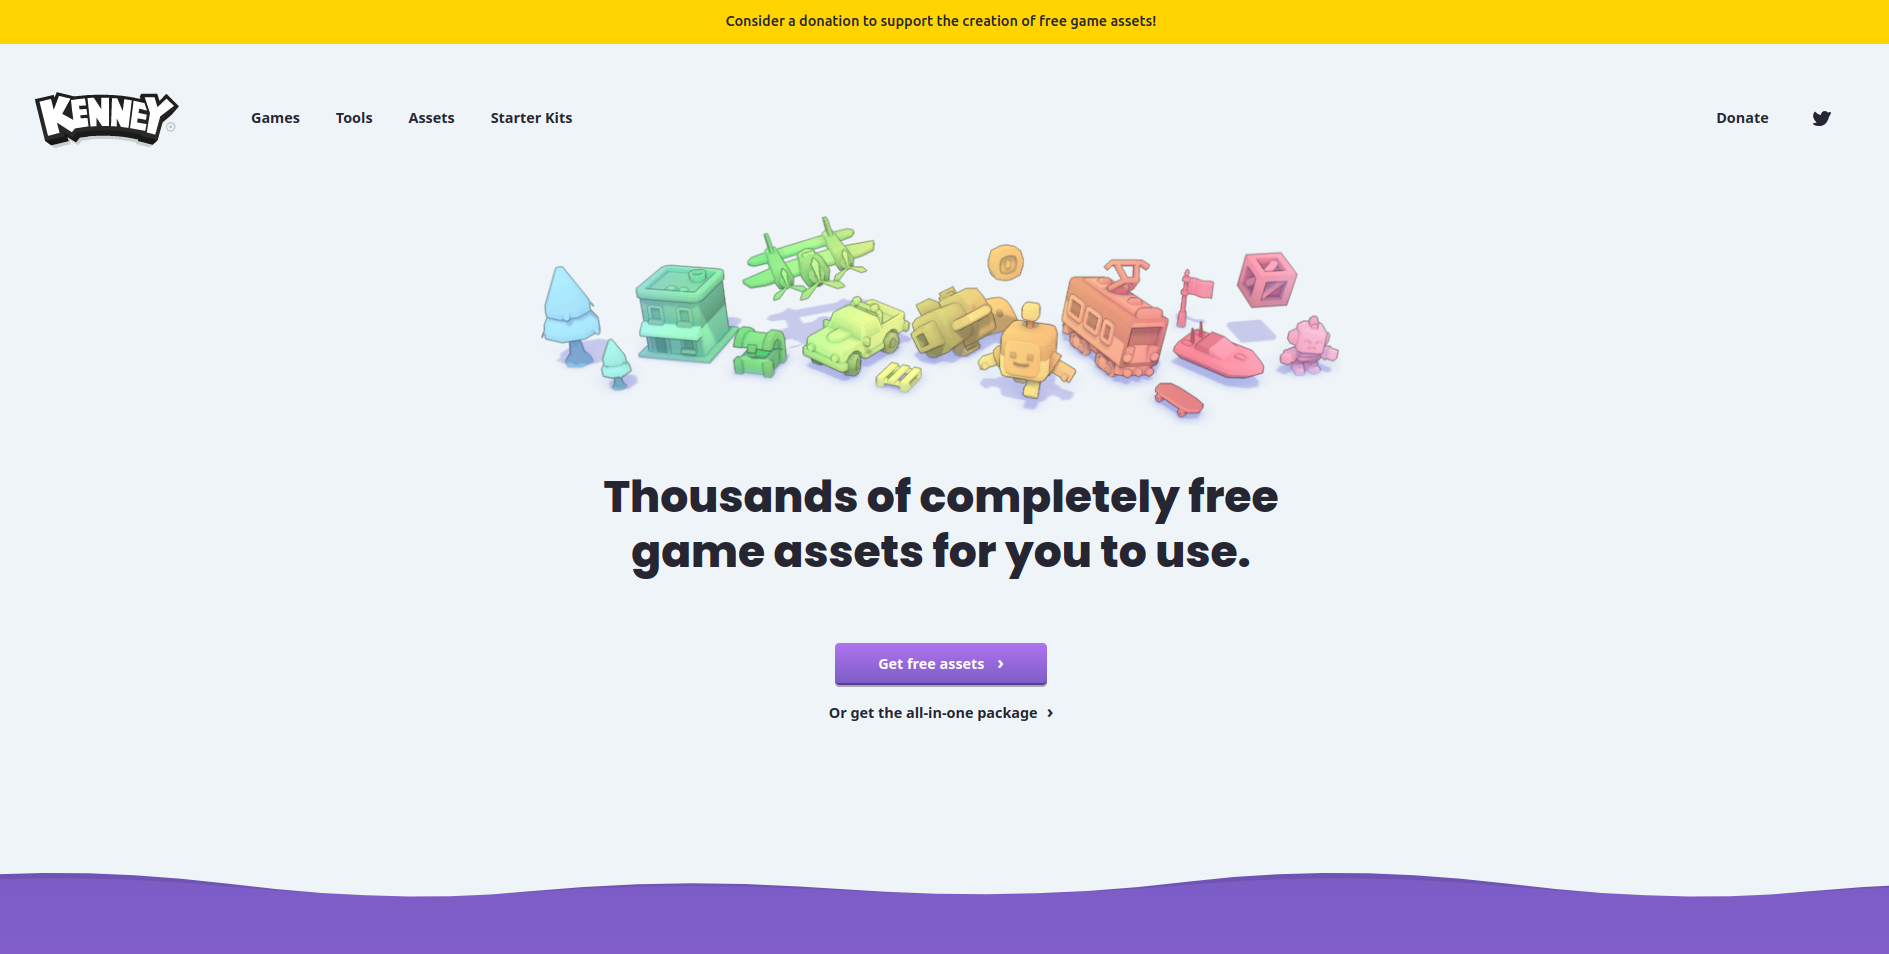 Consider a donation to support the creation of free game assets!
KENNEY
Games
Tools
Assets
Starter Kits
Donate
Thousands of completely free
game assets for you to use.
Get free assets ›
Or get the all-in-one package ›